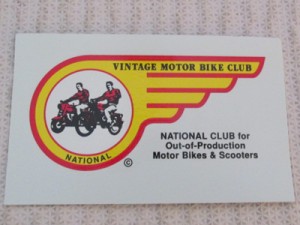 VINTAGE MOTOR BIKE CLUB
NATIONAL
©
NATIONAL CLUB for
Out-of-Production
Motor Bikes & Scooters